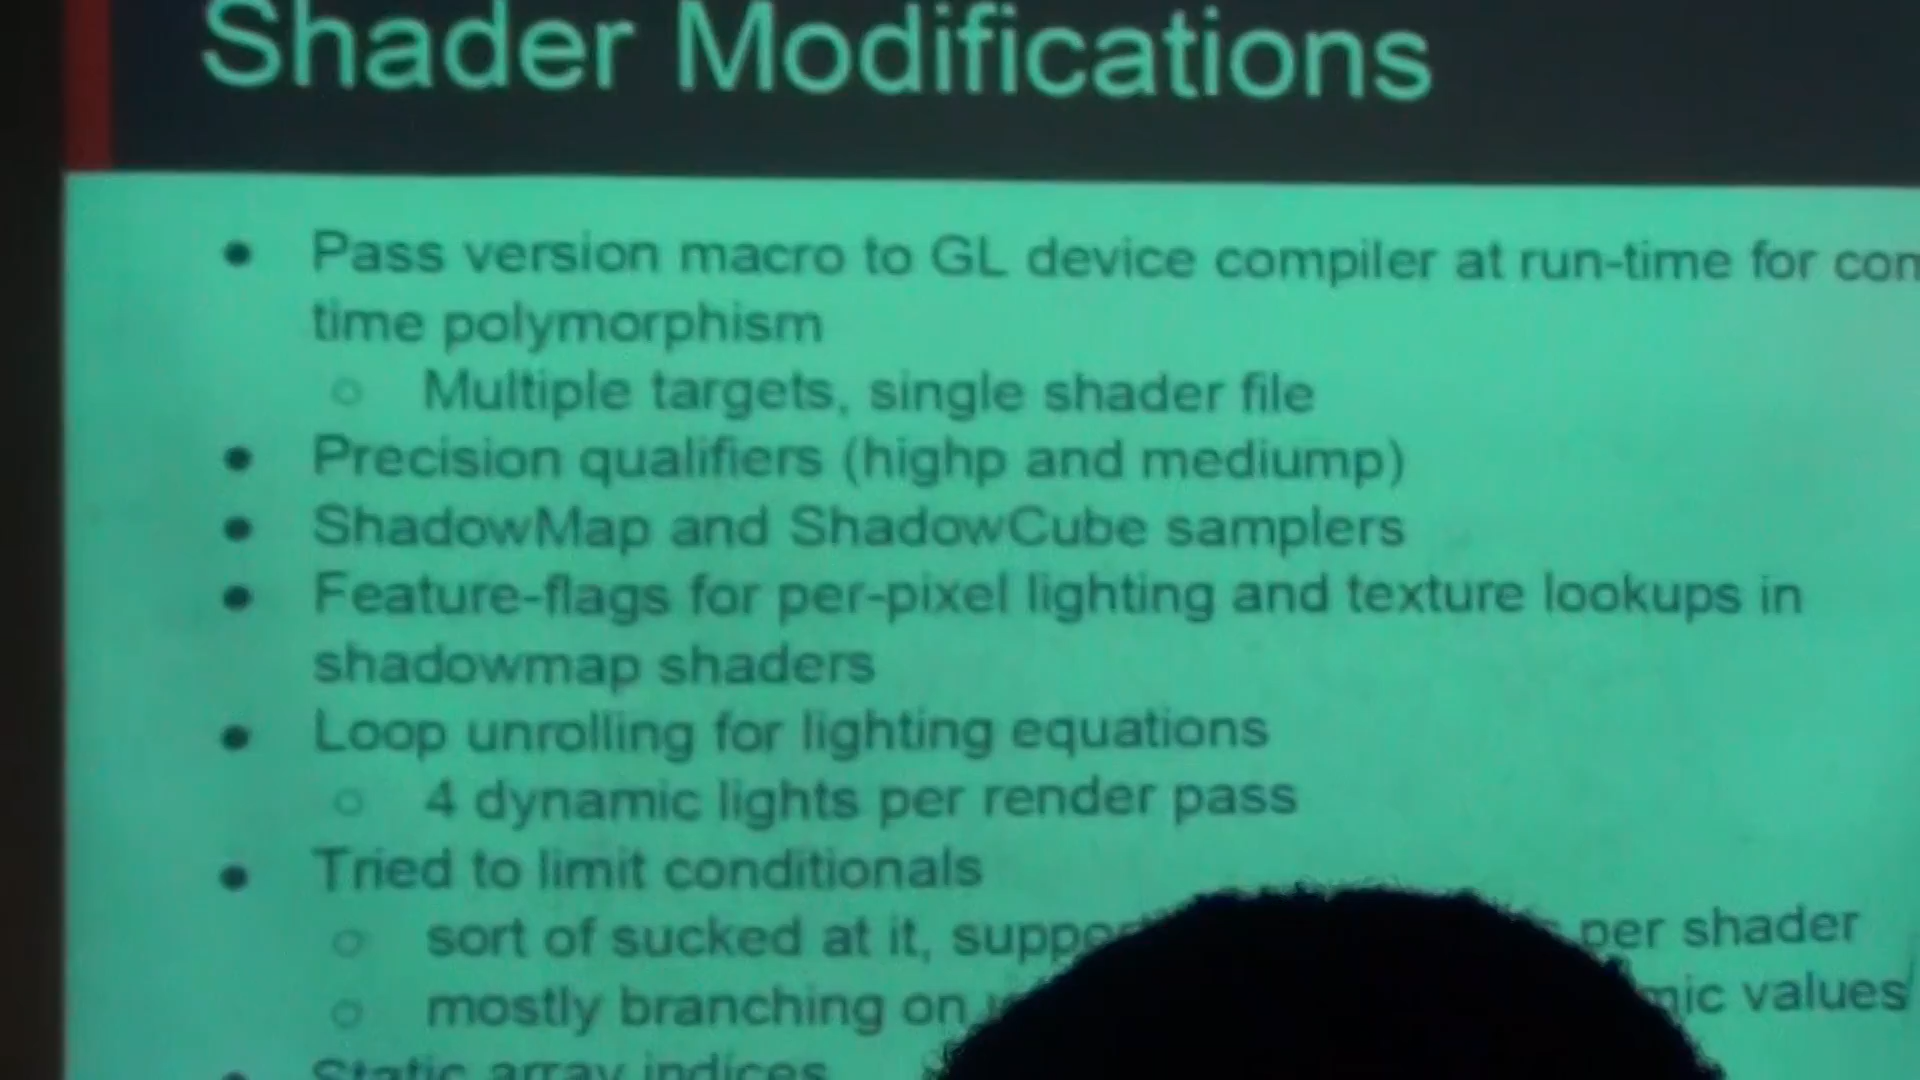 Shader Modifications
Pass version macro to GL device compiler at run-time for
time polymorphism
Multiple targets, single shader file
Precision qualifiers (highp and mediump)
ShadowMap and ShadowCube samplers
Feature-flags for per-pixel lighting and texture lookups in
shadowmap shaders
Loop unrolling for lighting equations
4 dynamic lights per render pass
Tried to limit conditionals
sort of sucked at it, per shader
mostly branching on values
Static array indices